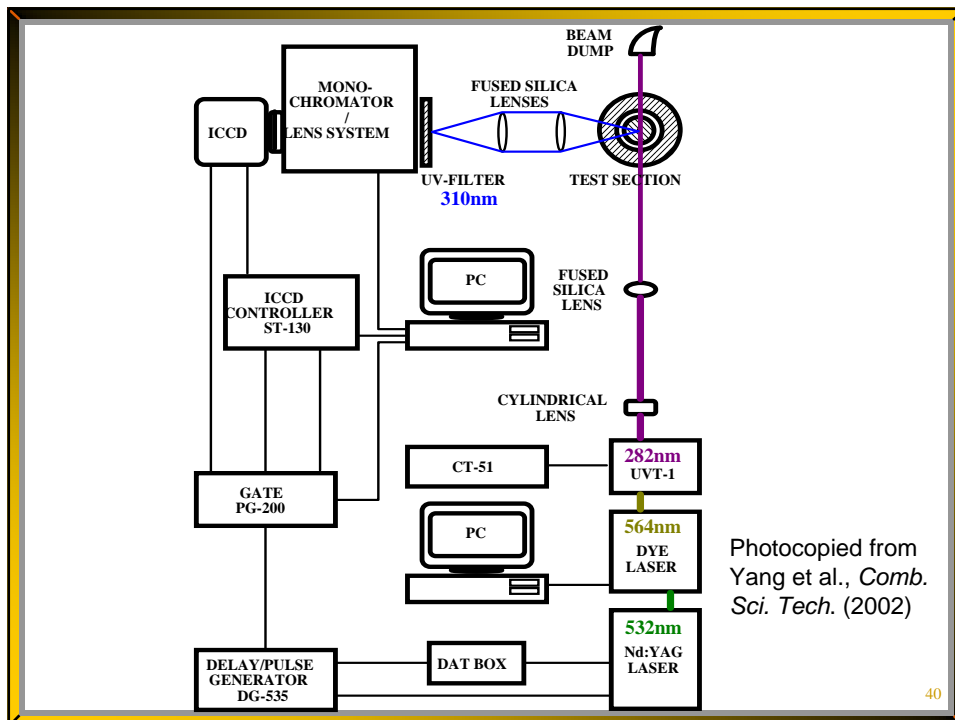 BEAM
DUMP
MONO-
CHROMATOR
/
LENS SYSTEM
FUSED SILICA
LENSES
ICCD
UV-FILTER
310nm
TEST SECTION
PC
FUSED
SILICA
LENS
ICCD
CONTROLLER
ST-130
CYLINDRICAL
LENS
CT-51
282nm
UVT-1
GATE
PG-200
PC
564nm
DYE
LASER
Photocopied from
Yang et al., Comb.
Sci. Tech. (2002)
532nm
Nd:YAG
LASER
DAT BOX
DELAY/PULSE
GENERATOR
DG-535
40